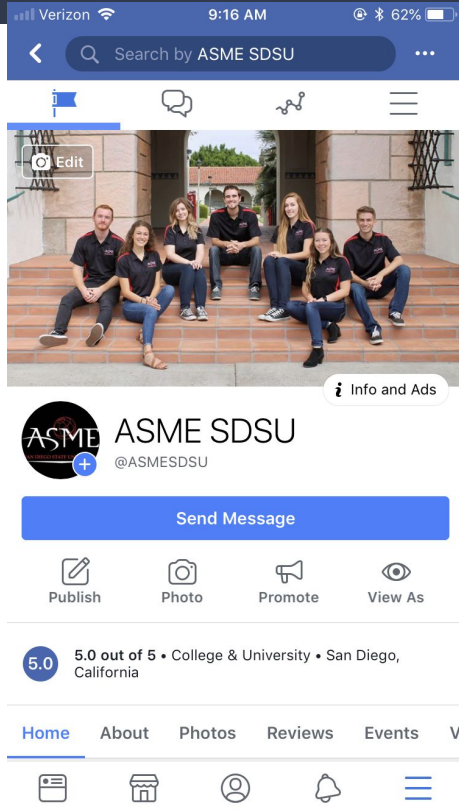 Verizon 9:16 AM 62%
Search by ASME SDSU
Edit
Info and Ads
ASME
ASME SDSU
@ASMESDSU
Send Message
Publish Photo Promote View As
5.0
5.0 out of 5 • College & University • San Diego,
California
Home About Photos Reviews Events V